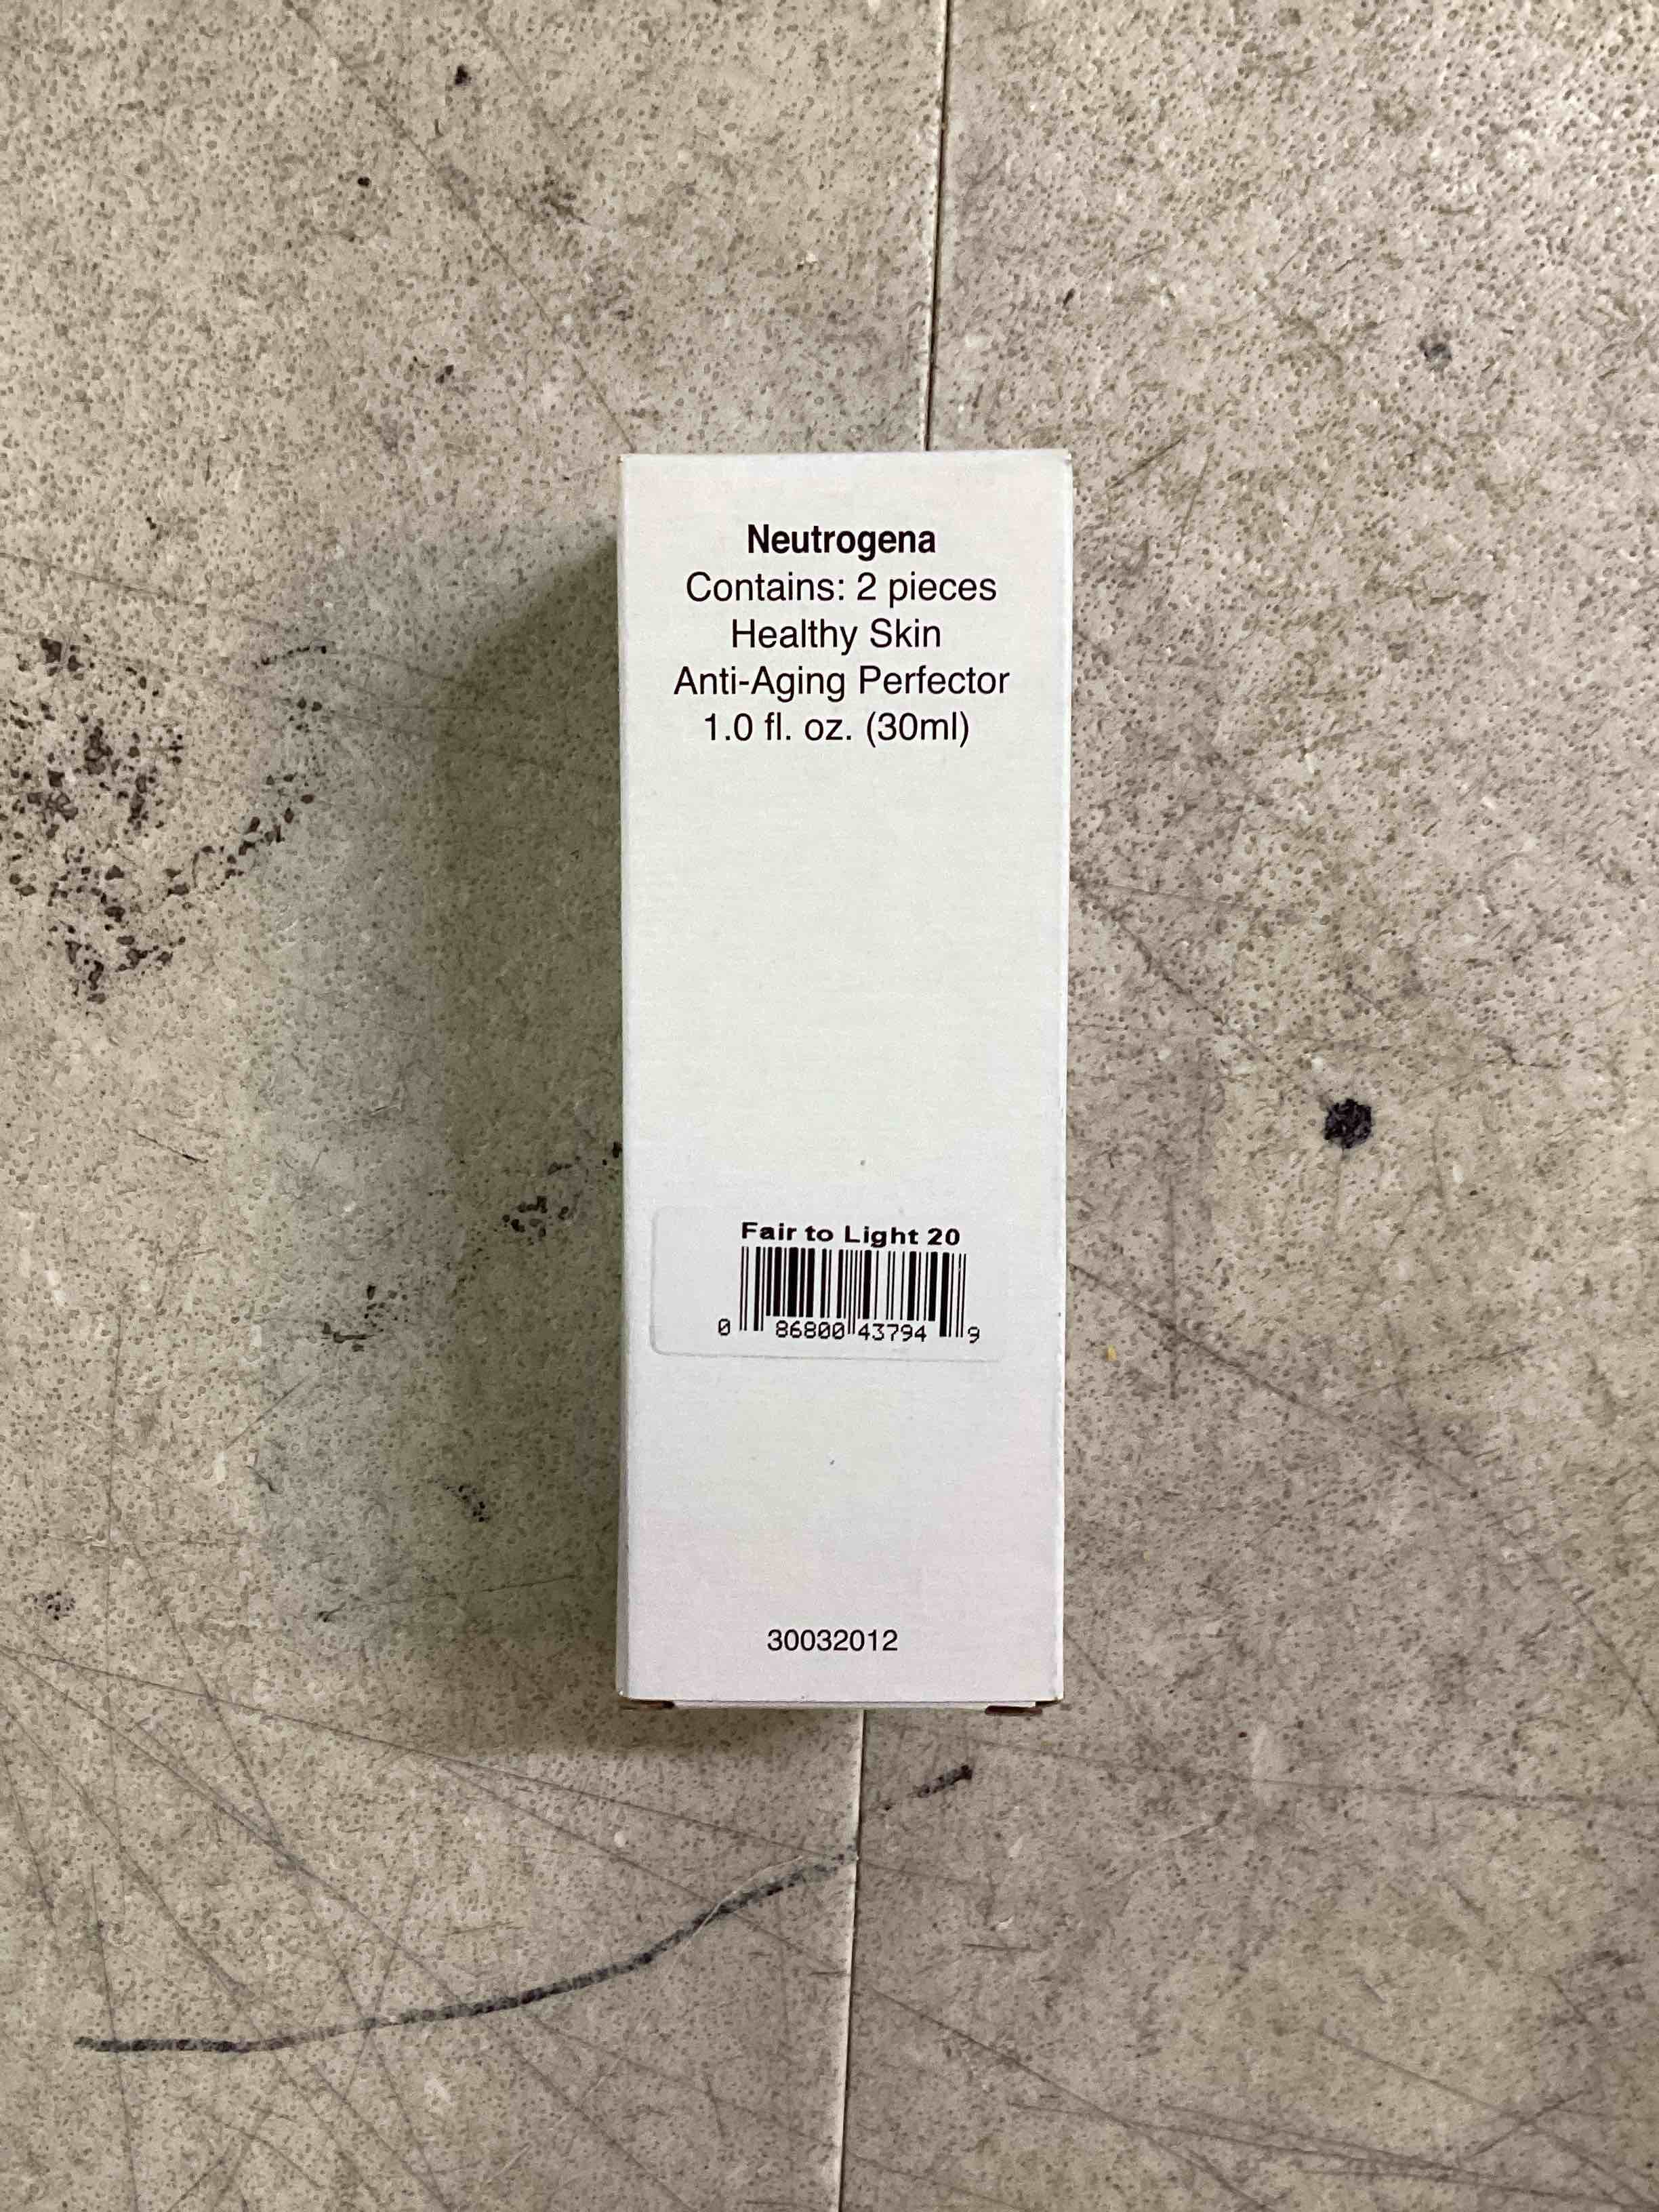 Neutrogena
Contains: 2 pieces
Healthy Skin
Anti-Aging Perfector
1.0 fl. oz. (30ml)
Fair to Light 20
0 86800 43794 9
30032012